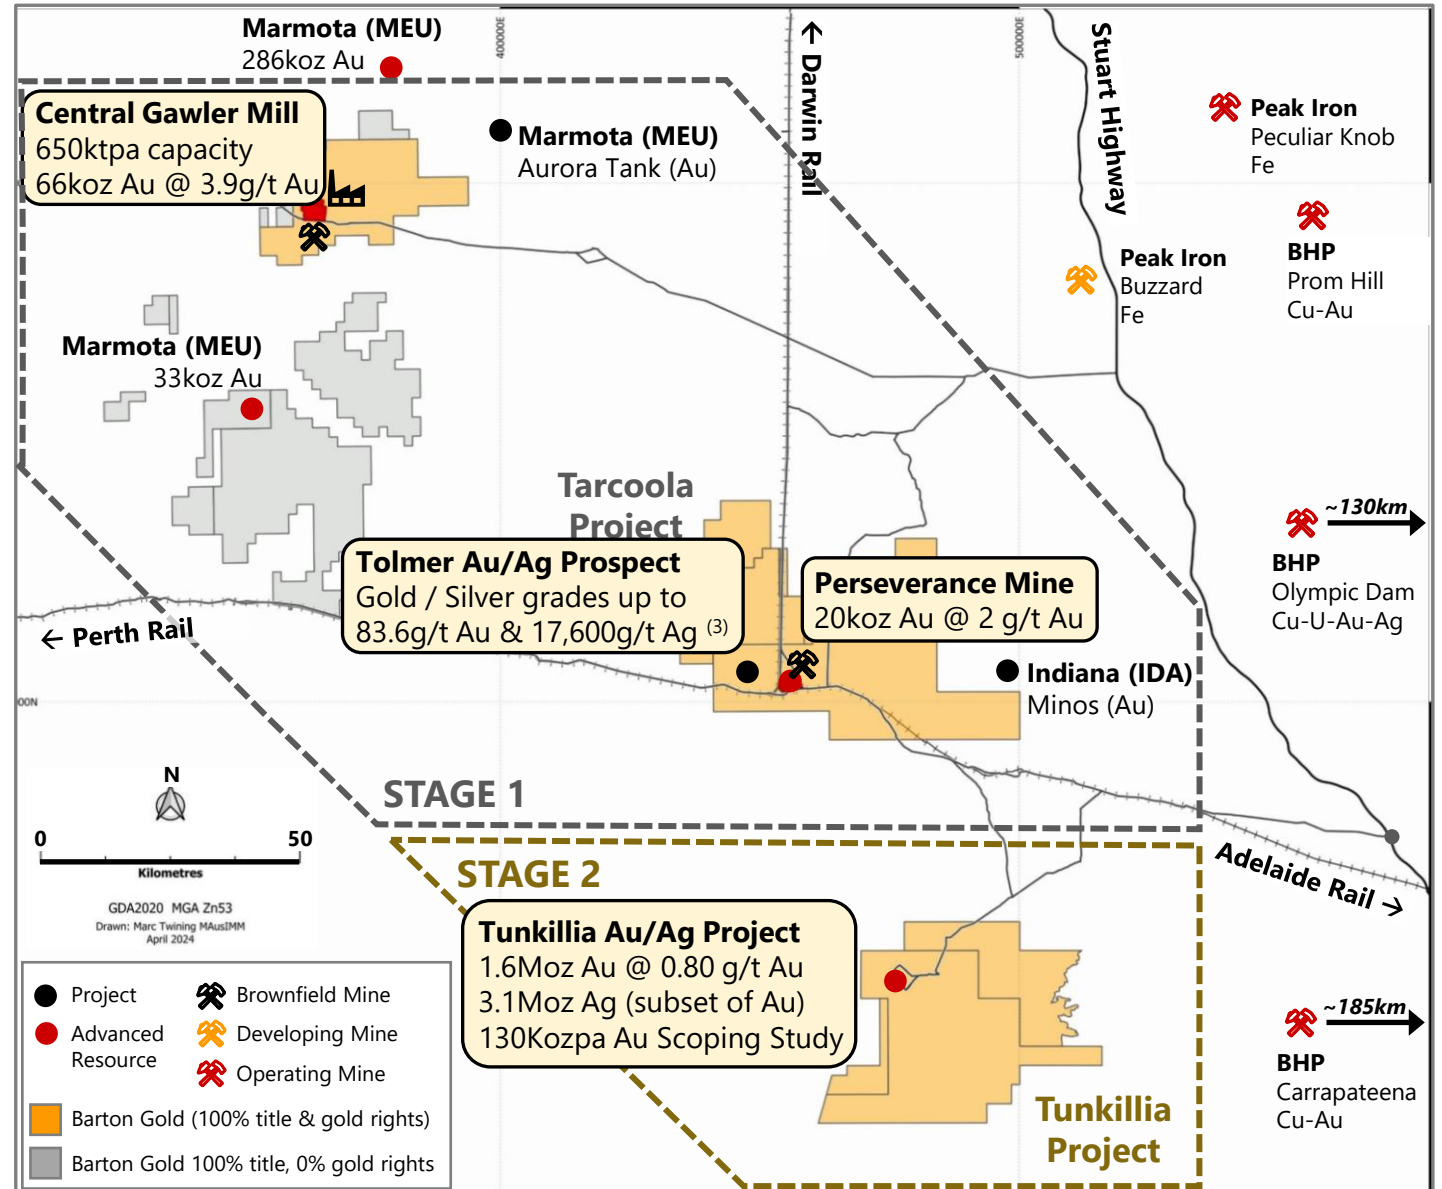 Marmota (MEU)
286koz Au
400000E
← Darwin Rail
500000E
Stuart Highway
Central Gawler Mill
650ktpa capacity
66koz Au @ 3.9g/t Au
Marmota (MEU)
Aurora Tank (Au)
Peak Iron
Peculiar Knob
Fe
BHP
Prom Hill
Cu-Au
Peak Iron
Buzzard
Fe
Marmota (MEU)
33koz Au
Tarcoola
Project
~130km
BHP
Olympic Dam
Cu-U-Au-Ag
Tolmer Au/Ag Prospect
Gold / Silver grades up to
83.6g/t Au & 17,600g/t Ag (3)
Perseverance Mine
20koz Au @ 2 g/t Au
← Perth Rail
Indiana (IDA)
Minos (Au)
00N
STAGE 1
N
0 50
Kilometres
GDA2020 MGA Zn53
Drawn: Marc Twining MAusIMM
April 2024
STAGE 2
Adelaide Rail →
Tunkillia Au/Ag Project
1.6Moz Au @ 0.80 g/t Au
3.1Moz Ag (subset of Au)
130Kozpa Au Scoping Study
~185km
BHP
Carrapateena
Cu-Au
Tunkillia
Project
Project
Brownfield Mine
Advanced
Resource
Developing Mine
Operating Mine
Barton Gold (100% title & gold rights)
Barton Gold 100% title, 0% gold rights